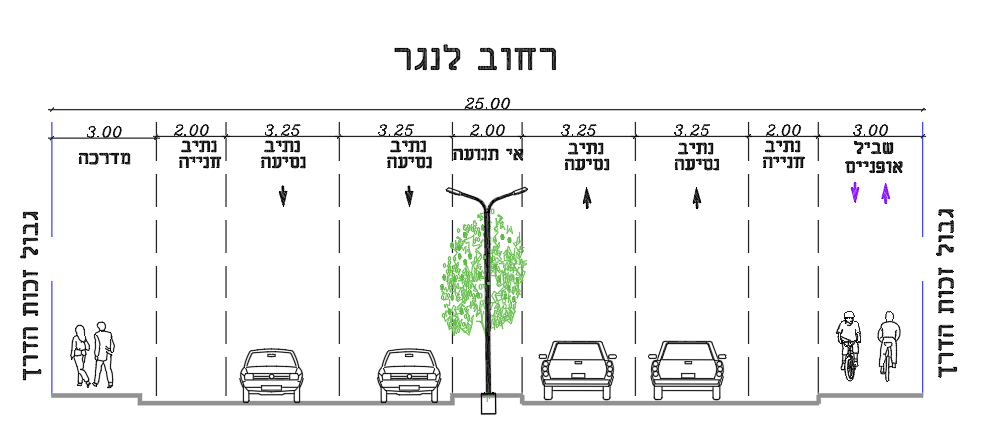 רחוב לנגר
25.00
3.00 2.00 3.25 3.25 2.00 3.25 3.25 2.00 3.00
מדרכה
נתיב
חנייה
נתיב
נסיעה
נתיב
נסיעה
אי תנועה
נתיב
נסיעה
נתיב
נסיעה
נתיב
חנייה
שביל
אופניים
גבול זכות הדרך
גבול זכות הדרך